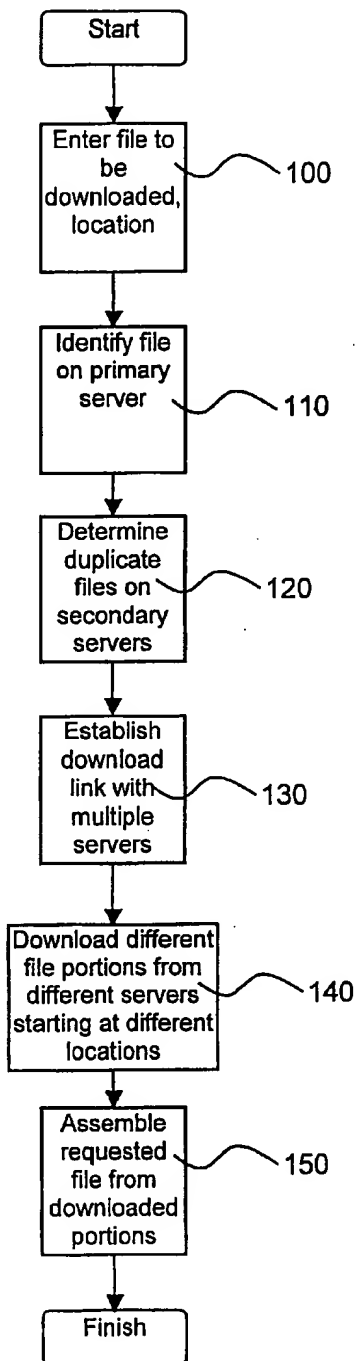 Start
Enter file to
be
downloaded,
location
100
Identify file
on primary
server
110
Determine
duplicate
files on
secondary
servers
120
Establish
download
link with
multiple
servers
130
Download different
file portions from
different servers
starting at different
locations
140
Assemble
requested
file from
downloaded
portions
150
Finish